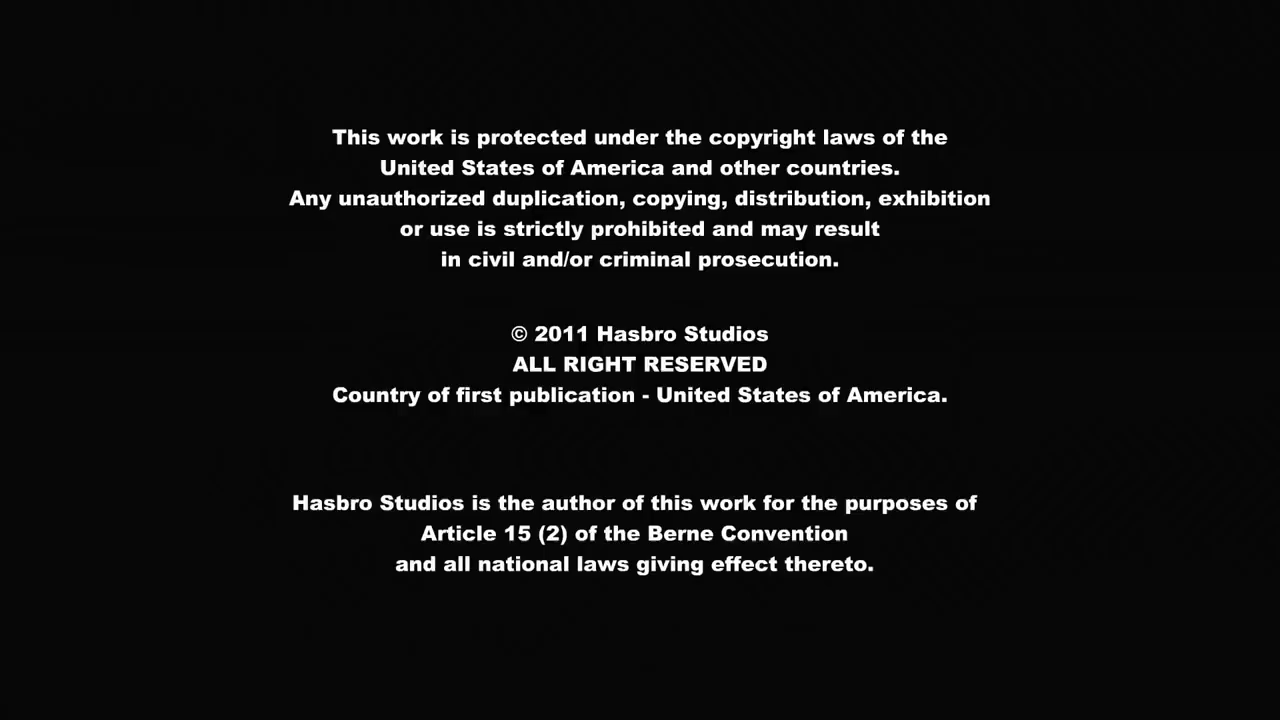 This work is protected under the copyright laws of the
United States of America and other countries.
Any unauthorized duplication, copying, distribution, exhibition
or use is strictly prohibited and may result
in civil and/or criminal prosecution.
© 2011 Hasbro Studios
ALL RIGHT RESERVED
Country of first publication - United States of America.
Hasbro Studios is the author of this work for the purposes of
Article 15 (2) of the Berne Convention
and all national laws giving effect thereto.